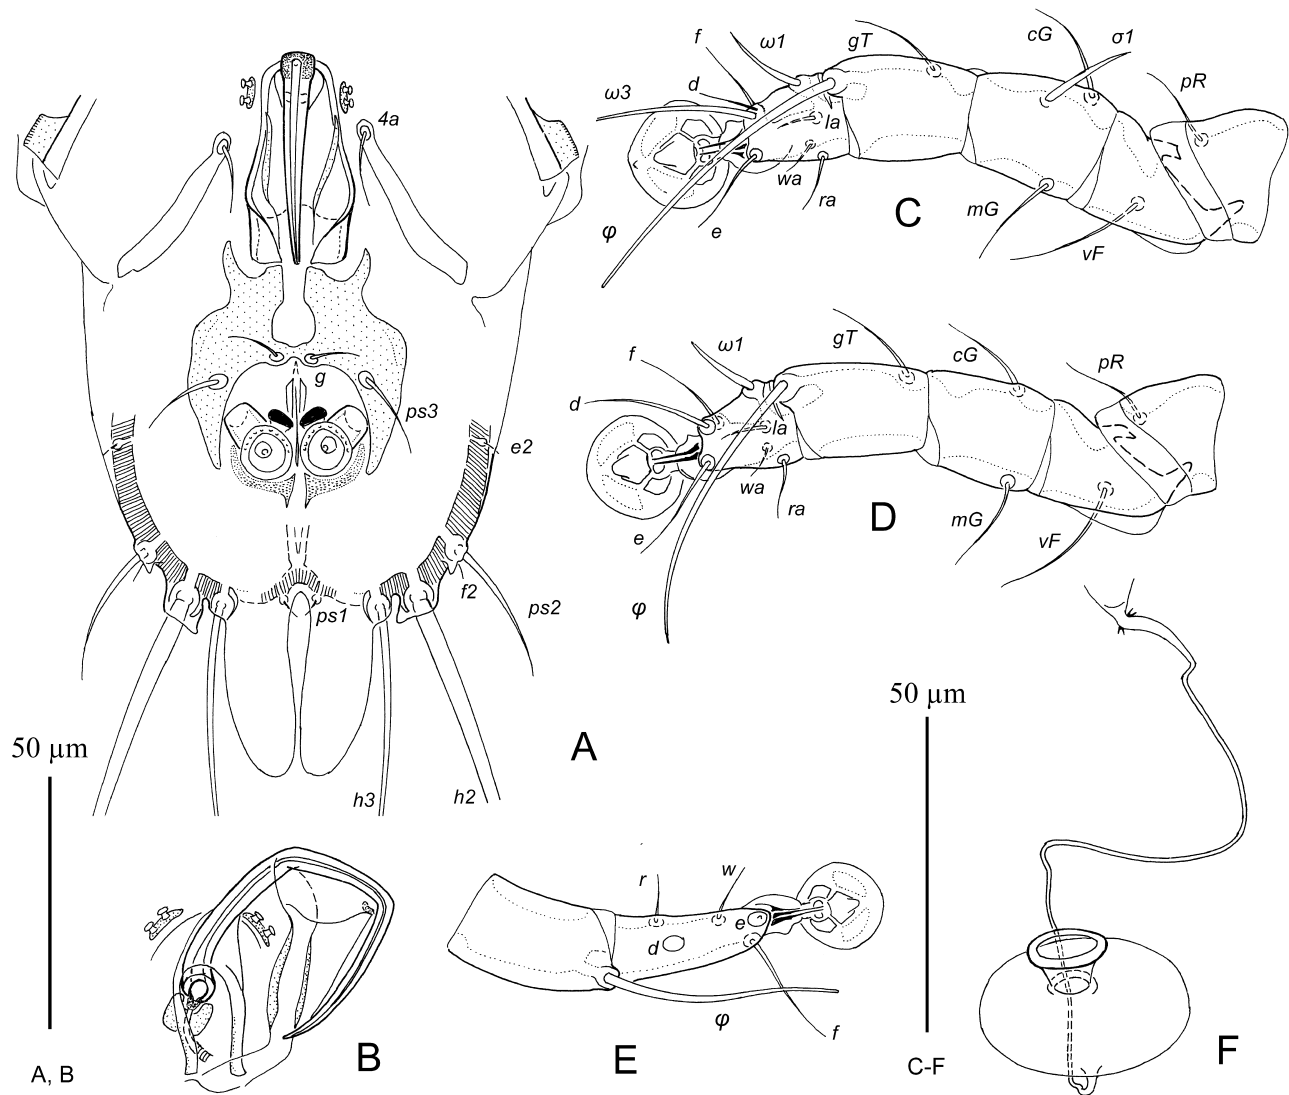 4a
g
ps3
e2
f2
ps2
ps1
h3
h2
A
50 µm
A, B
B
f
ω1
gT
cG
σ1
pR
d
ω3
la
wa
ra
mG
vF
e
φ
C
f
ω1
gT
cG
pR
d
la
wa
ra
mG
vF
e
φ
D
r
w
d
e
φ
f
E
50 µm
C-F
F